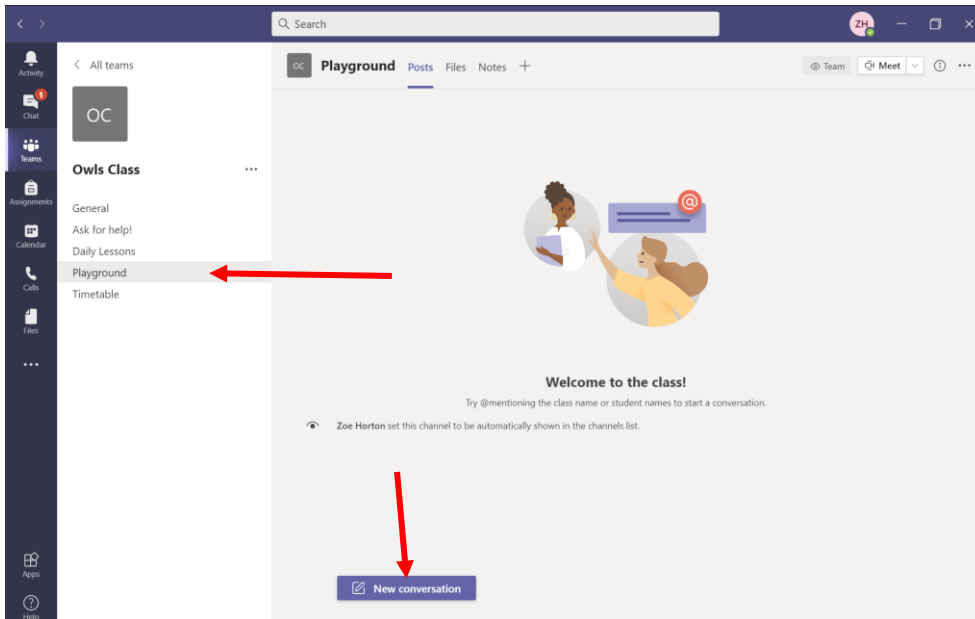 Search
ZH
Activity
Chat
1
Teams
Assignments
Calendar
Calls
Files
Apps
Help
All teams
OC
Owls Class
General
Ask for help!
Daily Lessons
Playground
Timetable
OC Playground Posts Files Notes
Team Meet
@
Welcome to the class!
Try @mentioning the class name or student names to start a conversation.
Zoe Horton set this channel to be automatically shown in the channels list.
New conversation